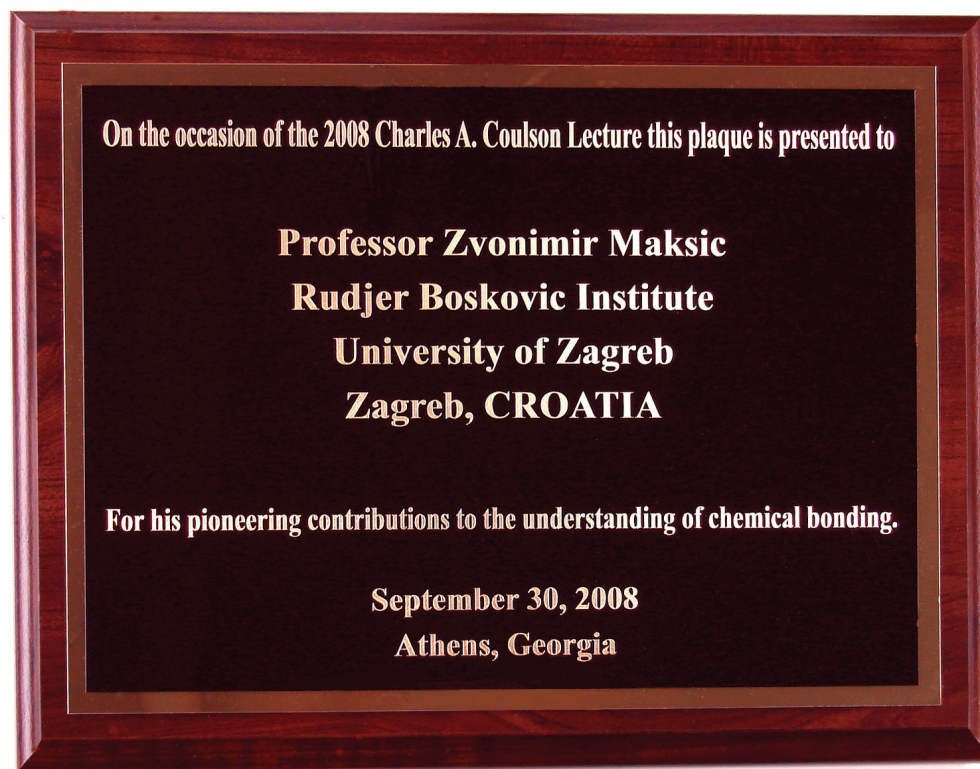 On the occasion of the 2008 Charles A. Coulson Lecture this plaque is presented to
Professor Zvonimir Maksic
Rudjer Boskovic Institute
University of Zagreb
Zagreb, CROATIA
For his pioneering contributions to the understanding of chemical bonding.
September 30, 2008
Athens, Georgia